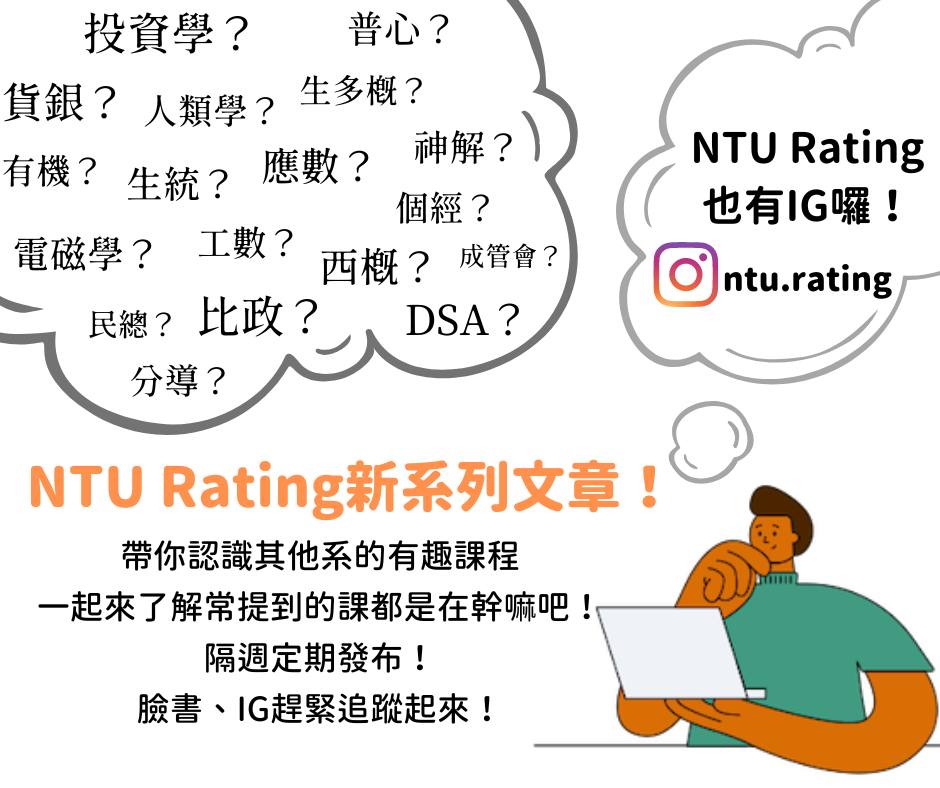 投資學？
普心？
貨銀？
人類學？
生多概？
有機？
生統？
應數？
神解？
個經？
電磁學？
工數？
西概？
成管會？
民總？
比政？
DSA？
分導？
NTU Rating
也有IG囉！
ntu.rating
NTU Rating新系列文章！
帶你認識其他系的有趣課程
一起來了解常提到的課都是在幹嘛吧！
隔週定期發布！
臉書、IG趕緊追蹤起來！